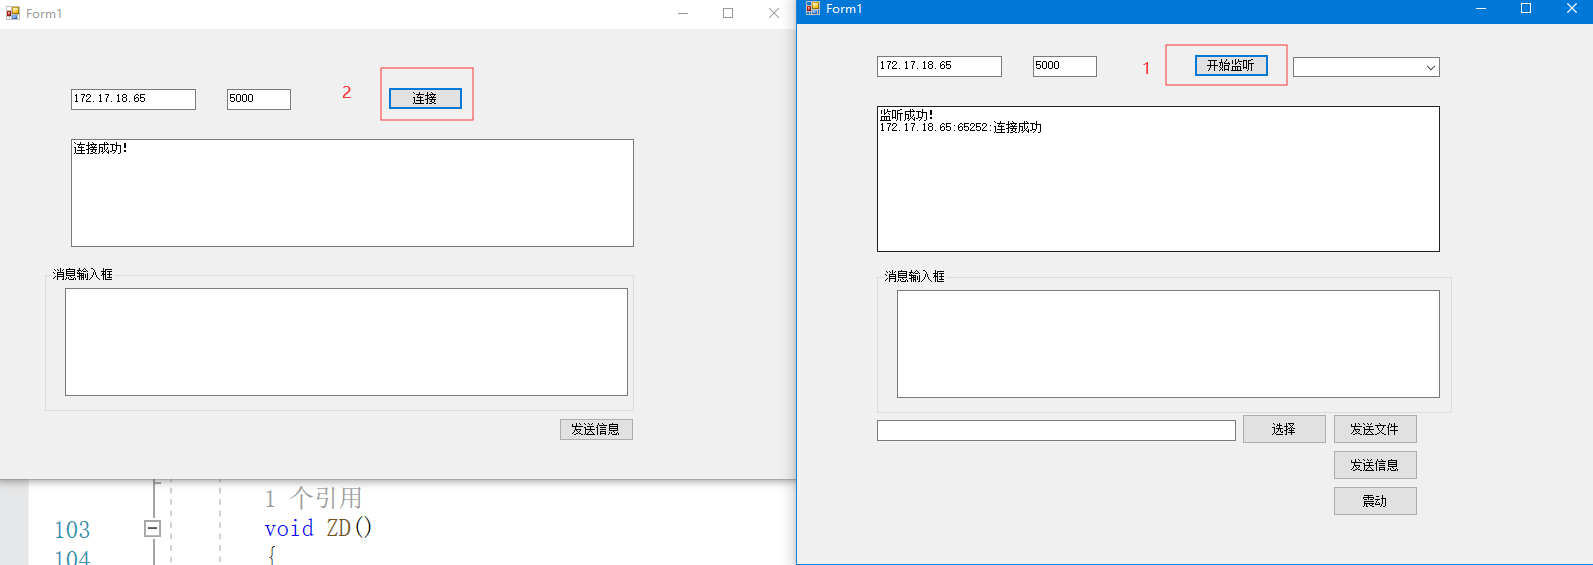 Form1
172.17.18.65
5000
2
连接
连接成功!
消息输入框
发送信息
1 个引用
103
void ZD()
104
{
Form1
172.17.18.65
5000
1
开始监听
监听成功!
172.17.18.65:65252:连接成功
消息输入框
选择
发送文件
发送信息
震动